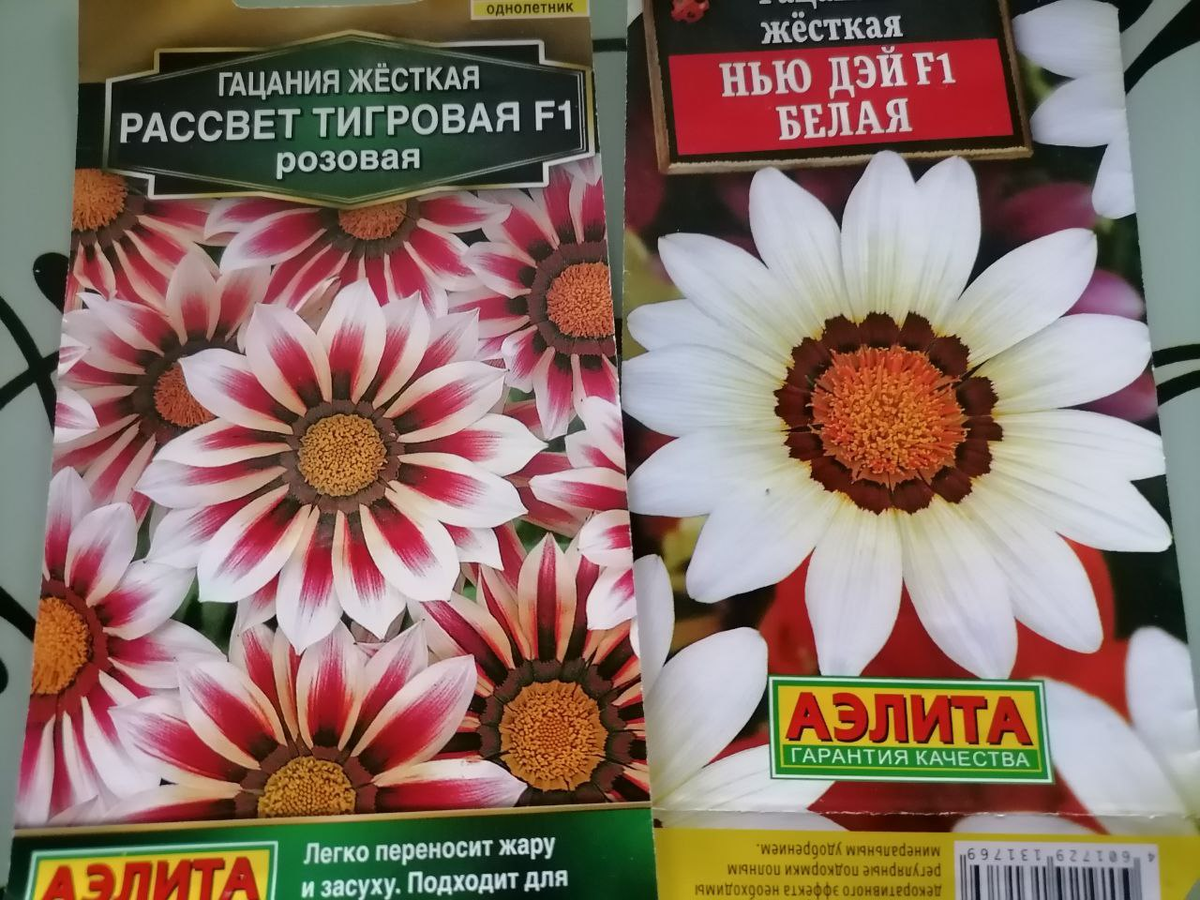 однолетник
ГАЦАНИЯ ЖЁСТКАЯ
РАССВЕТ ТИГРОВАЯ F1
розовая
АЭЛИТА
Легко переносит жару
и засуху. Подходит для
Гацания
жёсткая
НЬЮ ДЭЙ F1
БЕЛАЯ
АЭЛИТА
ГАРАНТИЯ КАЧЕСТВА
декоративного эффекта необходимы
регулярные подкормки полным
минеральным удобрением.
4 601729 131769